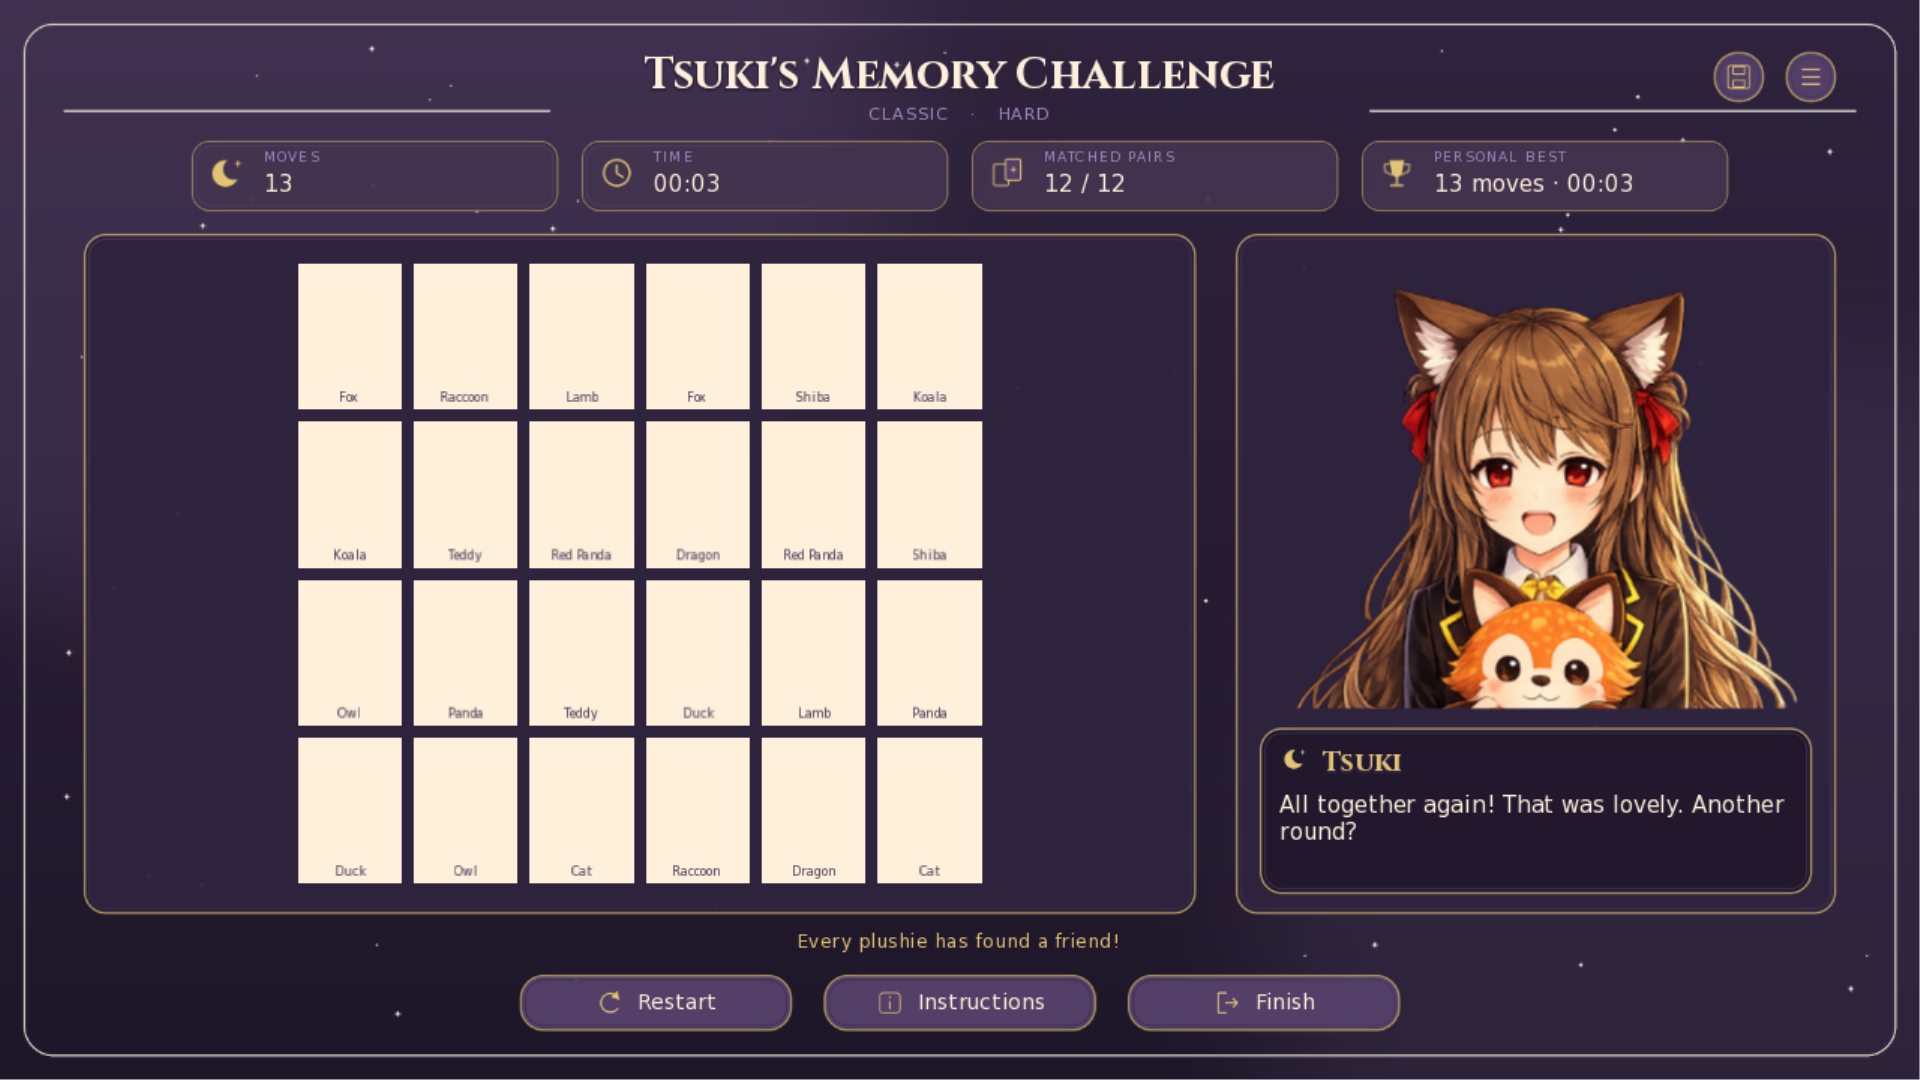 Tsuki's Memory Challenge
CLASSIC · HARD
MOVES
13
TIME
00:03
MATCHED PAIRS
12 / 12
PERSONAL BEST
13 moves · 00:03
Fox Raccoon Lamb Fox Shiba Koala
Koala Teddy Red Panda Dragon Red Panda Shiba
Owl Panda Teddy Duck Lamb Panda
Duck Owl Cat Raccoon Dragon Cat
Tsuki
All together again! That was lovely. Another
round?
Every plushie has found a friend!
Restart
Instructions
Finish